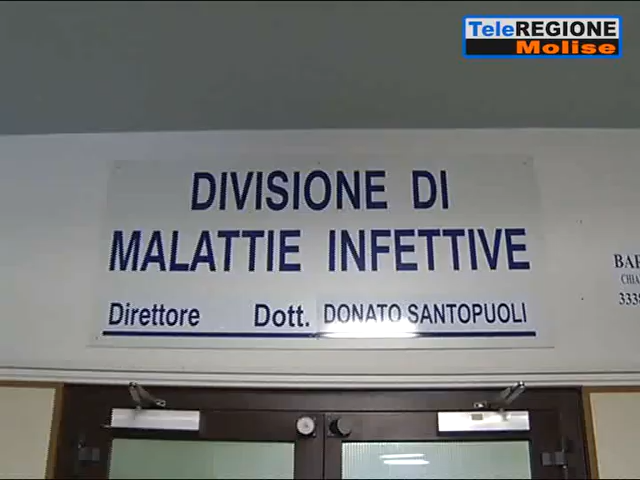 TeleREGIONE
Molise
DIVISIONE DI
MALATTIE INFETTIVE
Direttore Dott. DONATO SANTOPUOLI